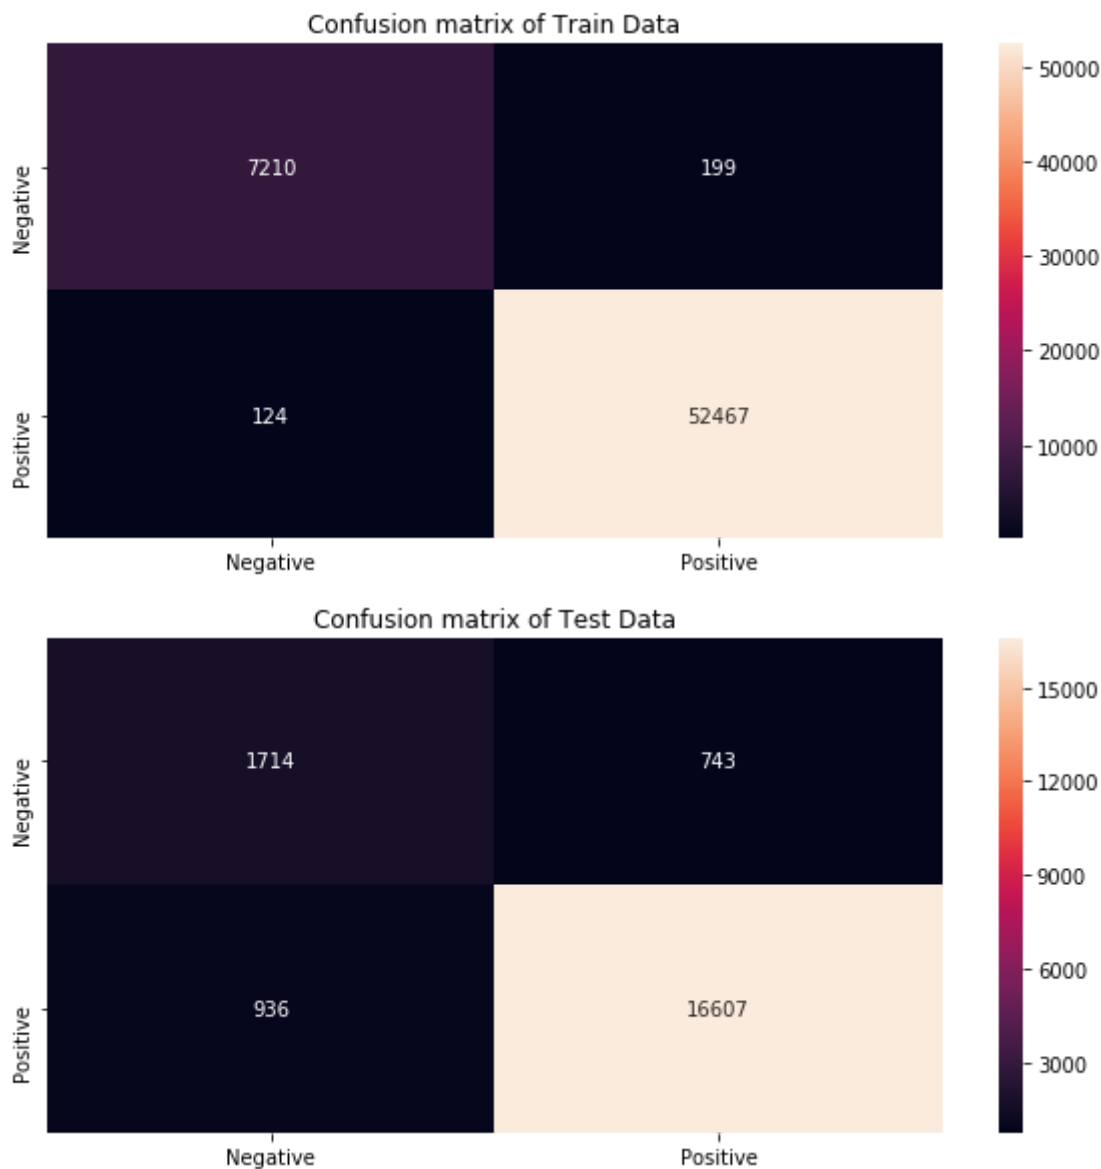 Confusion matrix of Train Data
Negative
7210
199
Positive
124
52467
Negative
Positive
50000
40000
30000
20000
10000
Confusion matrix of Test Data
Negative
1714
743
Positive
936
16607
Negative
Positive
15000
12000
9000
6000
3000